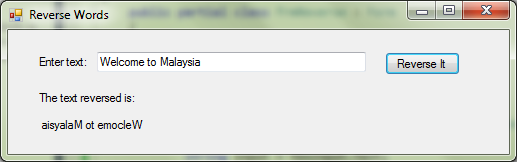 Reverse Words
Enter text: Welcome to Malaysia Reverse It
The text reversed is:
aisyalaM ot emocleW